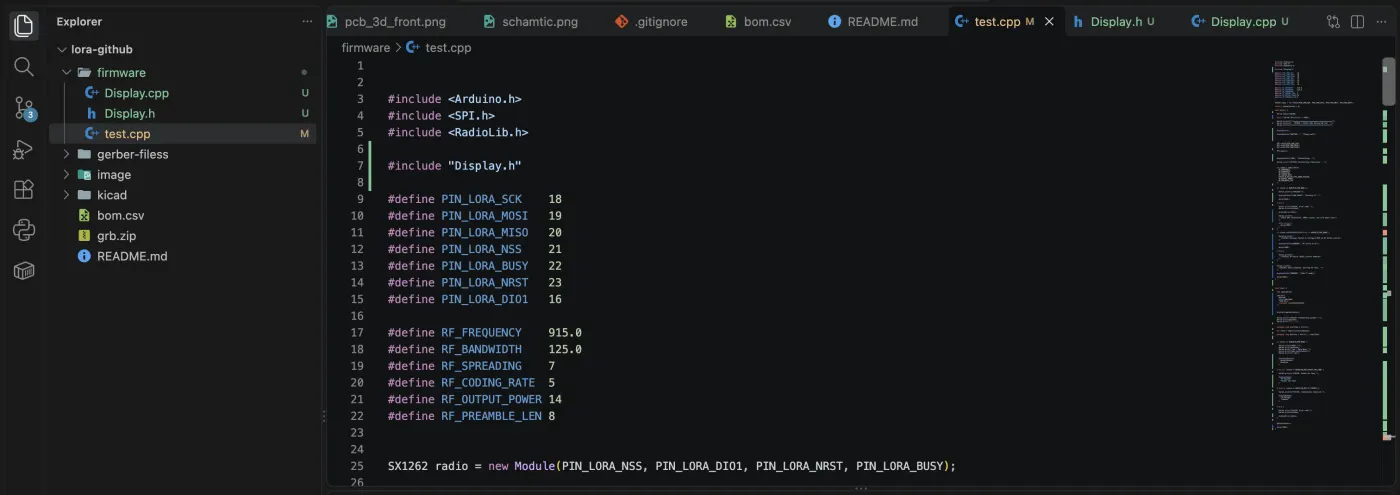 Explorer
lora-github
firmware
Display.cpp U
Display.h U
test.cpp M
gerber-filess
image
kicad
bom.csv
grb.zip
README.md
3
pcb_3d_front.png schamtic.png .gitignore bom.csv README.md test.cpp M Display.h U Display.cpp U
firmware > test.cpp
1
2
3 #include <Arduino.h>
4 #include <SPI.h>
5 #include <RadioLib.h>
6
7 #include "Display.h"
8
9 #define PIN_LORA_SCK 18
10 #define PIN_LORA_MOSI 19
11 #define PIN_LORA_MISO 20
12 #define PIN_LORA_NSS 21
13 #define PIN_LORA_BUSY 22
14 #define PIN_LORA_NRST 23
15 #define PIN_LORA_DIO1 16
16
17 #define RF_FREQUENCY 915.0
18 #define RF_BANDWIDTH 125.0
19 #define RF_SPREADING 7
20 #define RF_CODING_RATE 5
21 #define RF_OUTPUT_POWER 14
22 #define RF_PREAMBLE_LEN 8
23
24
25 SX1262 radio = new Module(PIN_LORA_NSS, PIN_LORA_DIO1, PIN_LORA_NRST, PIN_LORA_BUSY);
26